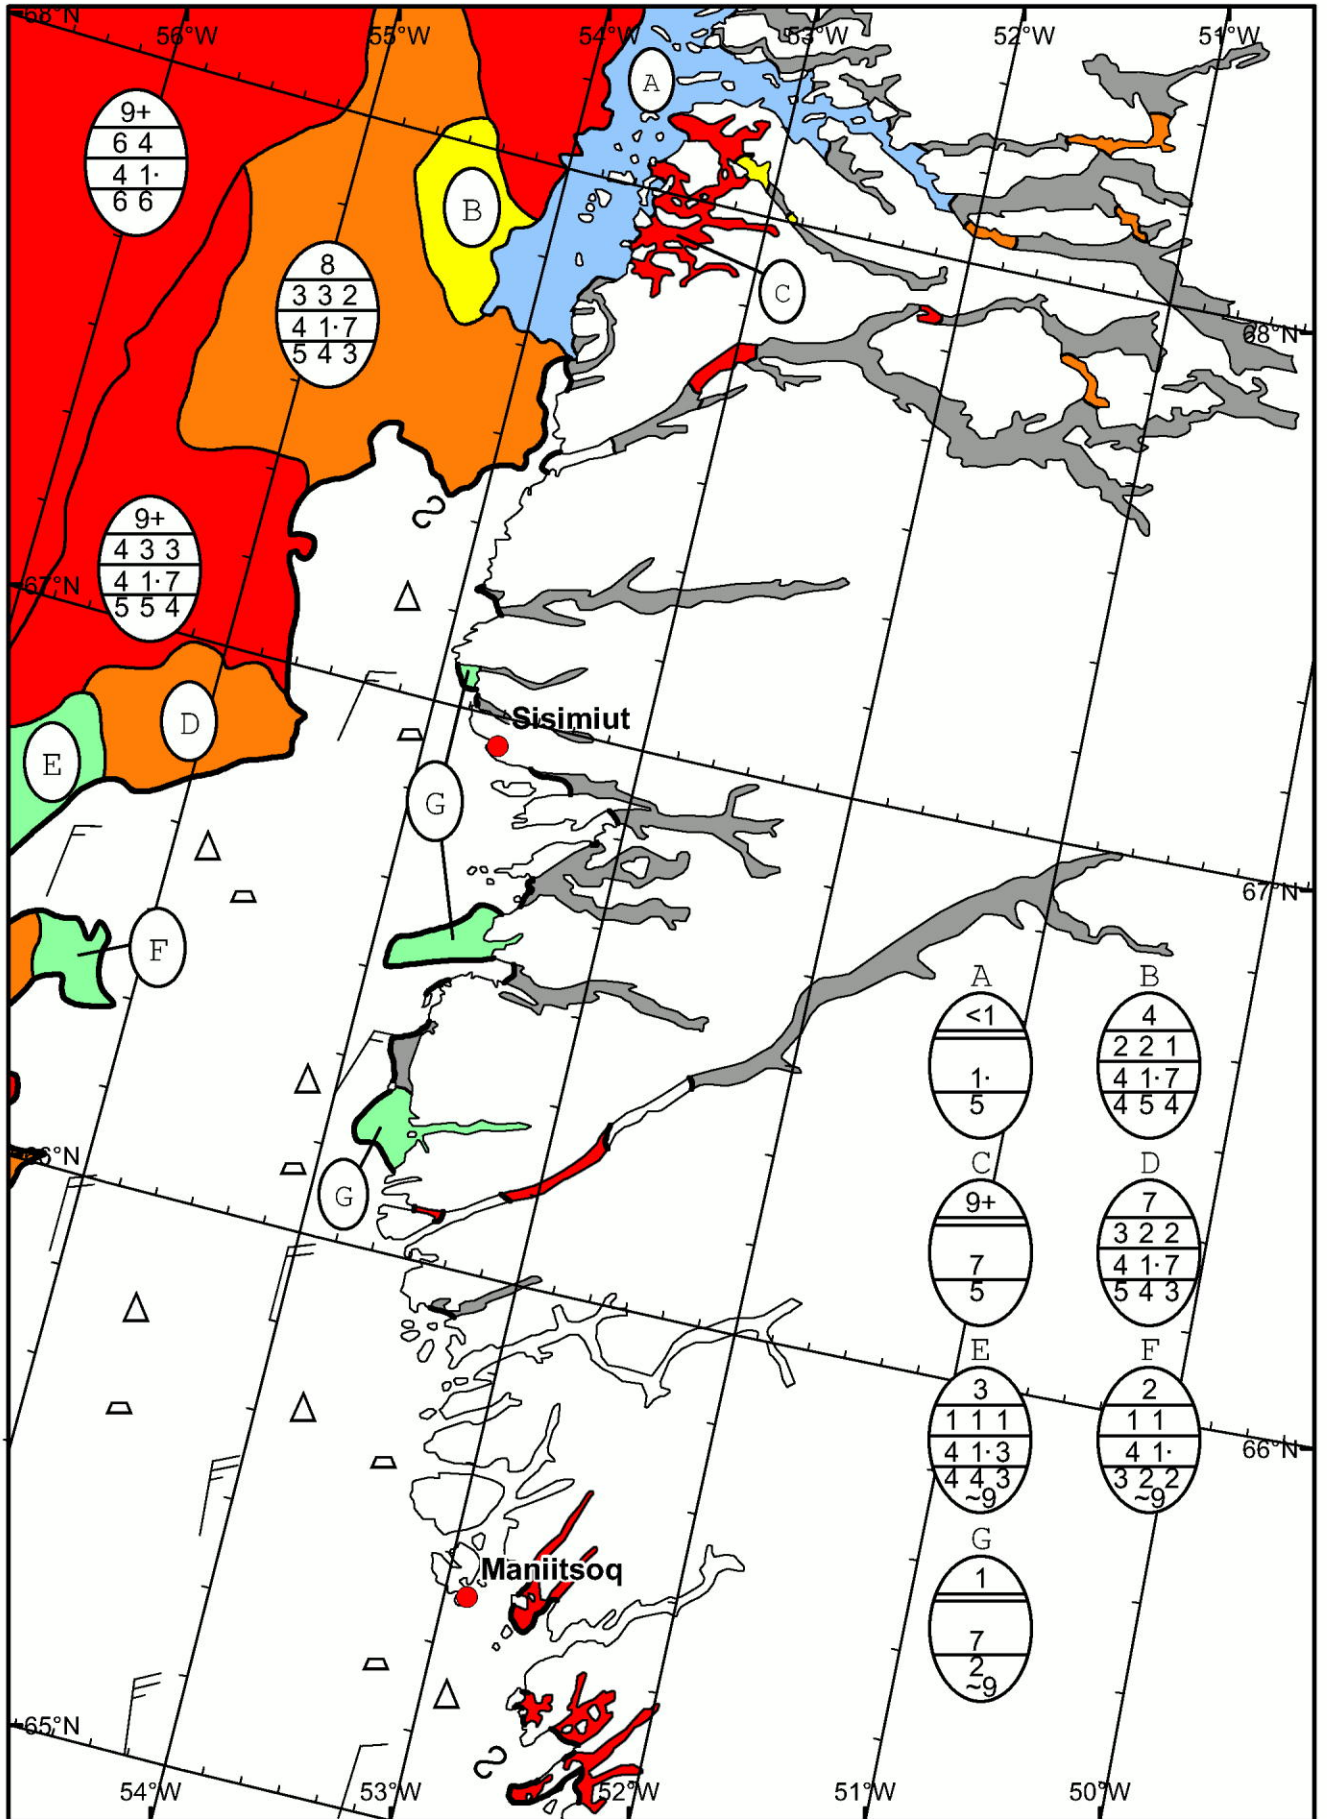 68°N
56°W 55°W 54°W 53°W 52°W 51°W
A
9+
6 4
4 1·
6 6
B
8
3 3 2
4 1·7
5 4 3
C
68°N
9+
4 3 3
4 1·7
5 5 4
67°N
Sisimiut
D
E
G
67°N
F
66°N
G
A
<1
1·
5
B
4
2 2 1
4 1·7
4 5 4
C
9+
7
5
D
7
3 2 2
4 1·7
5 4 3
E
3
1 1 1
4 1·3
4 4 3
~9
F
2
1 1
4 1·
3 2 2
~9
66°N
G
1
7
2
~9
Maniitsoq
65°N
54°W 53°W 52°W 51°W 50°W